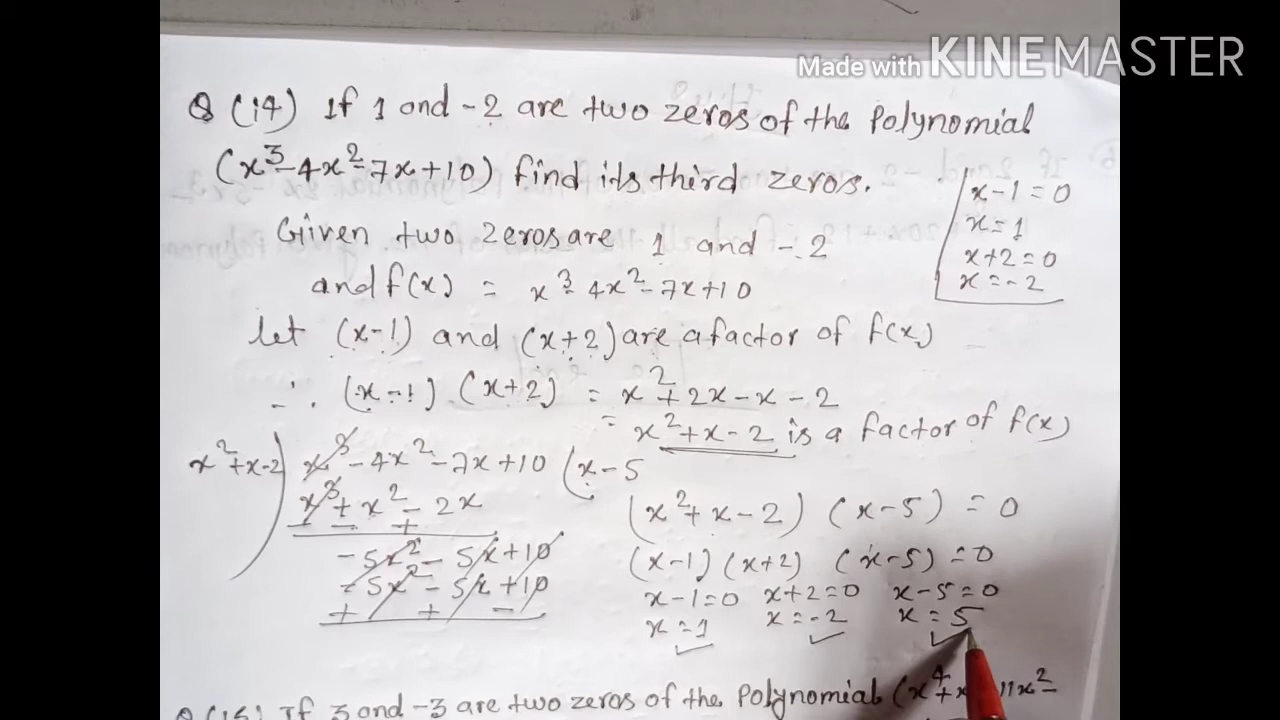 Made with KINEMASTER
Q (14) If 1 and -2 are two zeros of the Polynomial
(x³-4x²-7x+10) find its third zeros.
x-1=0
x=1
x+2=0
x=-2
Given two zeros are 1 and -2
and f(x) = x³-4x²-7x+10
let (x-1) and (x+2) are a factor of f(x)
∴ (x-1) (x+2) = x²+2x-x-2
= x²+x-2 is a factor of f(x)
x²+x-2) x³-4x²-7x+10 (x-5
x³+x²-2x
- - +
-5x²-5x+10
-5x²-5x+10
+ + -
(x²+x-2) (x-5) = 0
(x-1) (x+2) (x-5) = 0
x-1=0 x+2=0 x-5=0
x=1 x=-2 x=5
Q (15) If 3 and -3 are two zeros of the Polynomial (x⁴+x 11x²-